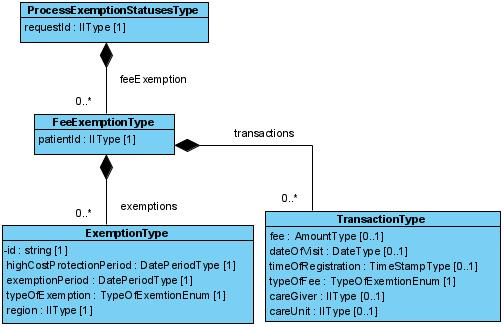 ProcessExemptionStatusesType
requestId : IIType [1]
feeExemption
0..*
FeeExemptionType
patientId : IIType [1]
transactions
exemptions
0..*
0..*
ExemptionType
-id : string [1]
highCostProtectionPeriod : DatePeriodType [1]
exemptionPeriod : DatePeriodType [1]
typeOfExemption : TypeOfExemtionEnum [1]
region : IIType [1]
TransactionType
fee : AmountType [0..1]
dateOfVisit : DateType [0..1]
timeOfRegistration : TimeStampType [0..1]
typeOfFee : TypeOfExemtionEnum [1]
careGiver : IIType [0..1]
careUnit : IIType [0..1]